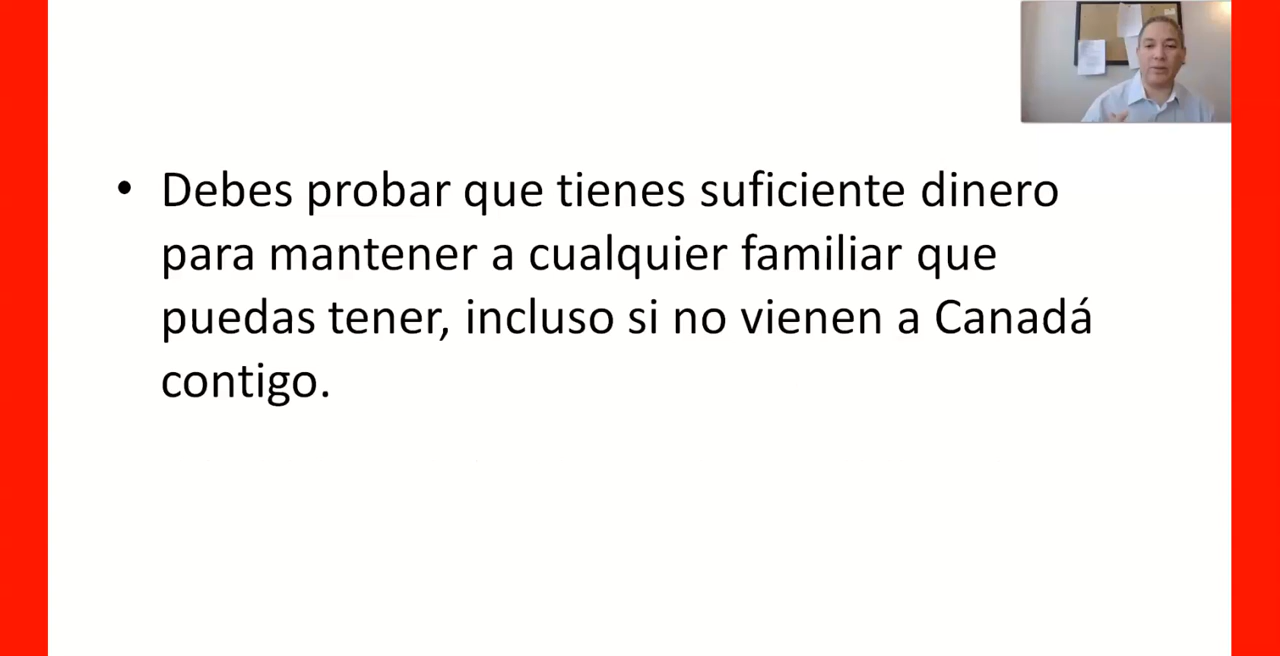 • Debes probar que tienes suficiente dinero
para mantener a cualquier familiar que
puedas tener, incluso si no vienen a Canadá
contigo.